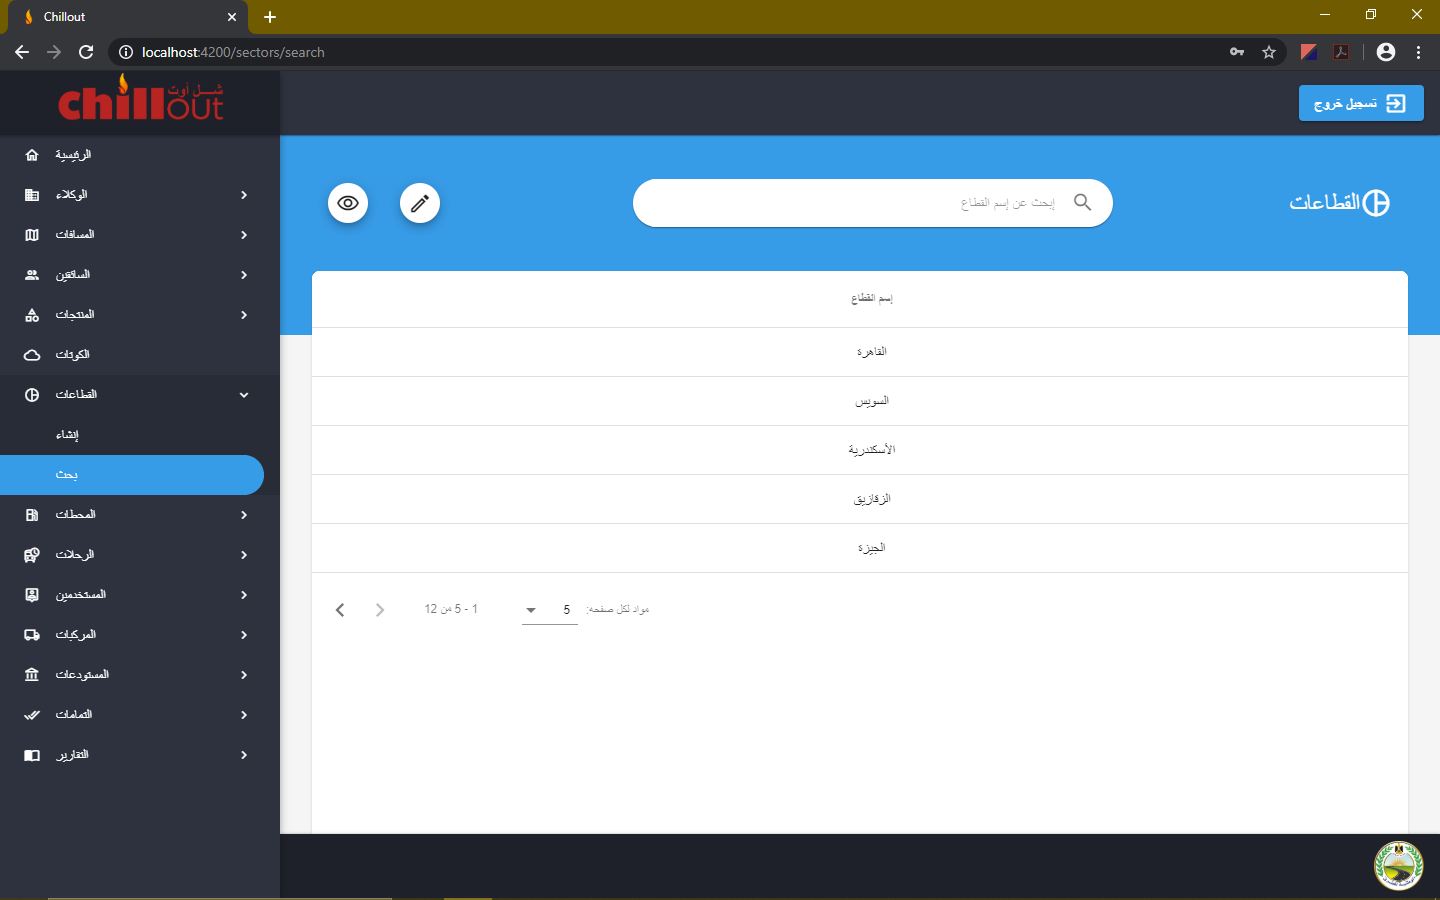 Chillout
localhost:4200/sectors/search
chillout
شـــل أوت
تسجيل خروج
الرئيسية
الوكلاء
المسافات
السائقين
المنتجات
الكوتات
القطاعات
إنشاء
بحث
المحطات
الرحلات
المستخدمين
المركبات
المستودعات
التمامات
التقارير
القطاعات
إبحث عن إسم القطاع
إسم القطاع
القاهرة
السويس
الأسكندرية
الزقازيق
الجيزة
مواد لكل صفحه: 5
1 - 5 من 12